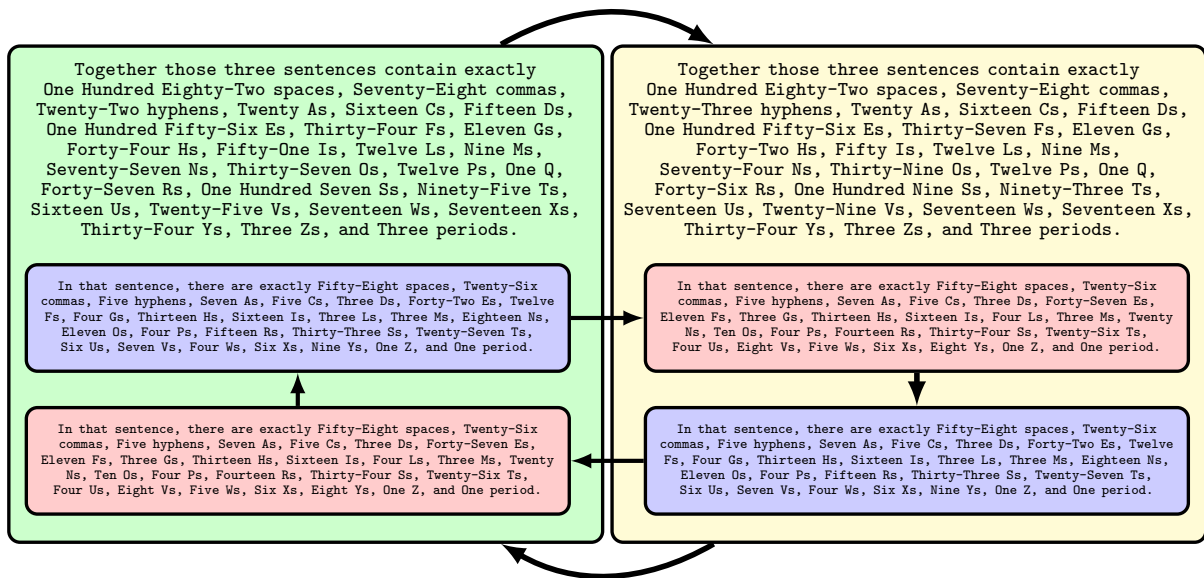 Together those three sentences contain exactly
One Hundred Eighty-Two spaces, Seventy-Eight commas,
Twenty-Two hyphens, Twenty As, Sixteen Cs, Fifteen Ds,
One Hundred Fifty-Six Es, Thirty-Four Fs, Eleven Gs,
Forty-Four Hs, Fifty-One Is, Twelve Ls, Nine Ms,
Seventy-Seven Ns, Thirty-Seven Os, Twelve Ps, One Q,
Forty-Seven Rs, One Hundred Seven Ss, Ninety-Five Ts,
Sixteen Us, Twenty-Five Vs, Seventeen Ws, Seventeen Xs,
Thirty-Four Ys, Three Zs, and Three periods.
In that sentence, there are exactly Fifty-Eight spaces, Twenty-Six
commas, Five hyphens, Seven As, Five Cs, Three Ds, Forty-Two Es, Twelve
Fs, Four Gs, Thirteen Hs, Sixteen Is, Three Ls, Three Ms, Eighteen Ns,
Eleven Os, Four Ps, Fifteen Rs, Thirty-Three Ss, Twenty-Seven Ts,
Six Us, Seven Vs, Four Ws, Six Xs, Nine Ys, One Z, and One period.
In that sentence, there are exactly Fifty-Eight spaces, Twenty-Six
commas, Five hyphens, Seven As, Five Cs, Three Ds, Forty-Seven Es,
Eleven Fs, Three Gs, Thirteen Hs, Sixteen Is, Four Ls, Three Ms, Twenty
Ns, Ten Os, Four Ps, Fourteen Rs, Thirty-Four Ss, Twenty-Six Ts,
Four Us, Eight Vs, Five Ws, Six Xs, Eight Ys, One Z, and One period.
Together those three sentences contain exactly
One Hundred Eighty-Two spaces, Seventy-Eight commas,
Twenty-Three hyphens, Twenty As, Sixteen Cs, Fifteen Ds,
One Hundred Fifty-Six Es, Thirty-Seven Fs, Eleven Gs,
Forty-Two Hs, Fifty Is, Twelve Ls, Nine Ms,
Seventy-Four Ns, Thirty-Nine Os, Twelve Ps, One Q,
Forty-Six Rs, One Hundred Nine Ss, Ninety-Three Ts,
Seventeen Us, Twenty-Nine Vs, Seventeen Ws, Seventeen Xs,
Thirty-Four Ys, Three Zs, and Three periods.
In that sentence, there are exactly Fifty-Eight spaces, Twenty-Six
commas, Five hyphens, Seven As, Five Cs, Three Ds, Forty-Seven Es,
Eleven Fs, Three Gs, Thirteen Hs, Sixteen Is, Four Ls, Three Ms, Twenty
Ns, Ten Os, Four Ps, Fourteen Rs, Thirty-Four Ss, Twenty-Six Ts,
Four Us, Eight Vs, Five Ws, Six Xs, Eight Ys, One Z, and One period.
In that sentence, there are exactly Fifty-Eight spaces, Twenty-Six
commas, Five hyphens, Seven As, Five Cs, Three Ds, Forty-Two Es, Twelve
Fs, Four Gs, Thirteen Hs, Sixteen Is, Three Ls, Three Ms, Eighteen Ns,
Eleven Os, Four Ps, Fifteen Rs, Thirty-Three Ss, Twenty-Seven Ts,
Six Us, Seven Vs, Four Ws, Six Xs, Nine Ys, One Z, and One period.